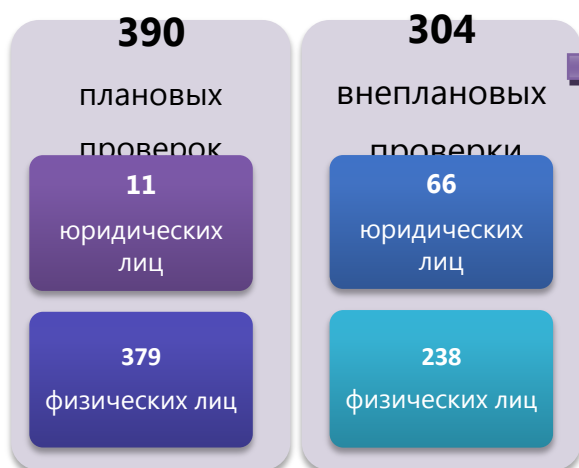 390
плановых
проверок
11
юридических
лиц
379
физических лиц
304
внеплановых
проверки
66
юридических
лиц
238
физических лиц